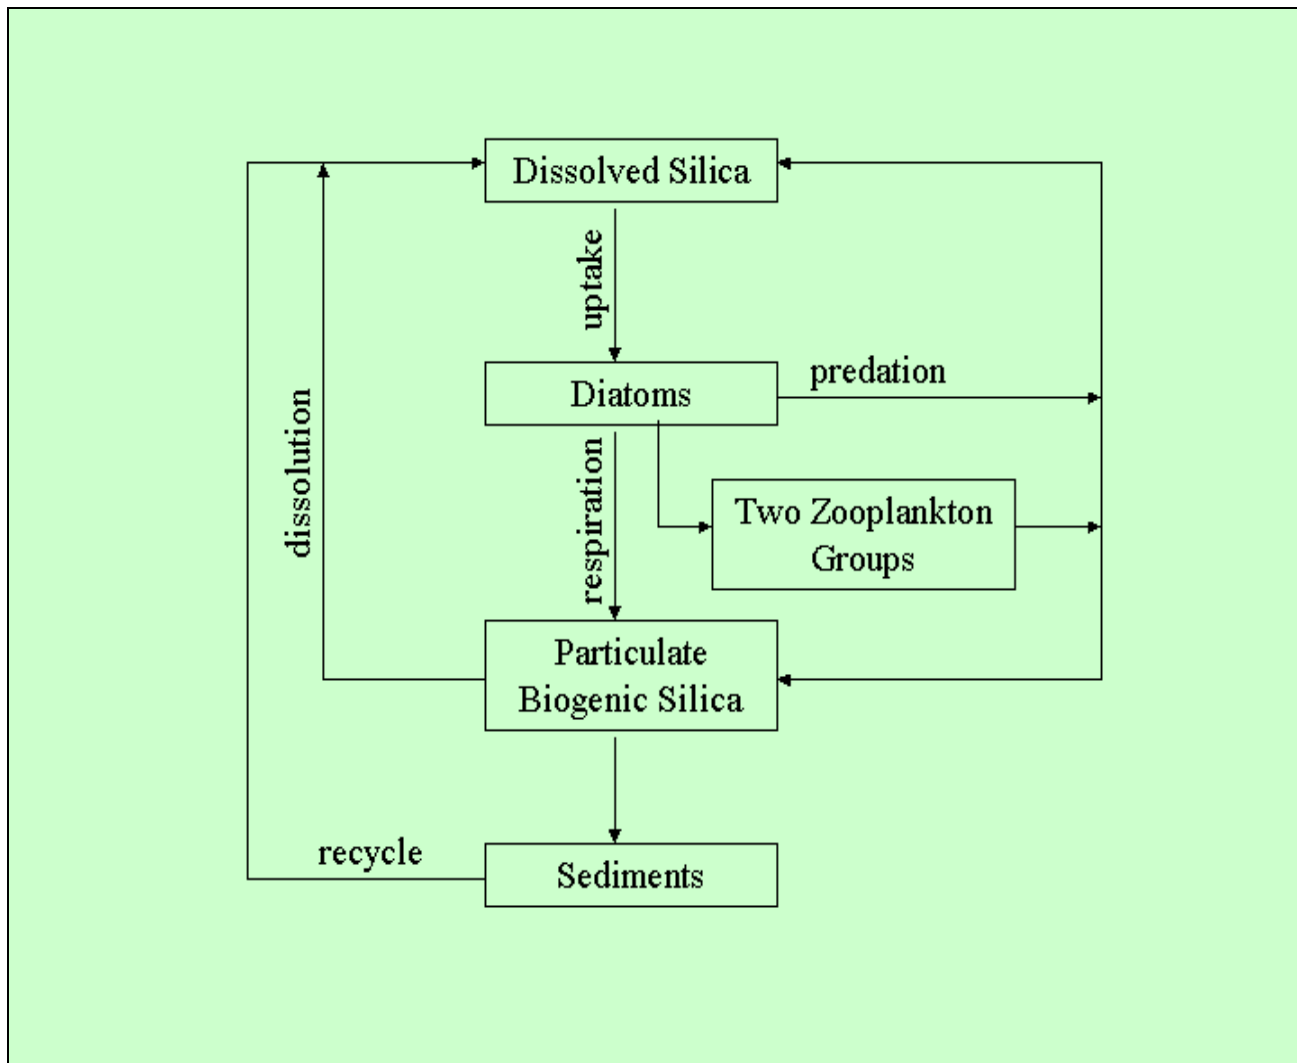 Dissolved Silica
uptake
Diatoms
predation
dissolution
respiration
Two Zooplankton
Groups
Particulate
Biogenic Silica
recycle
Sediments